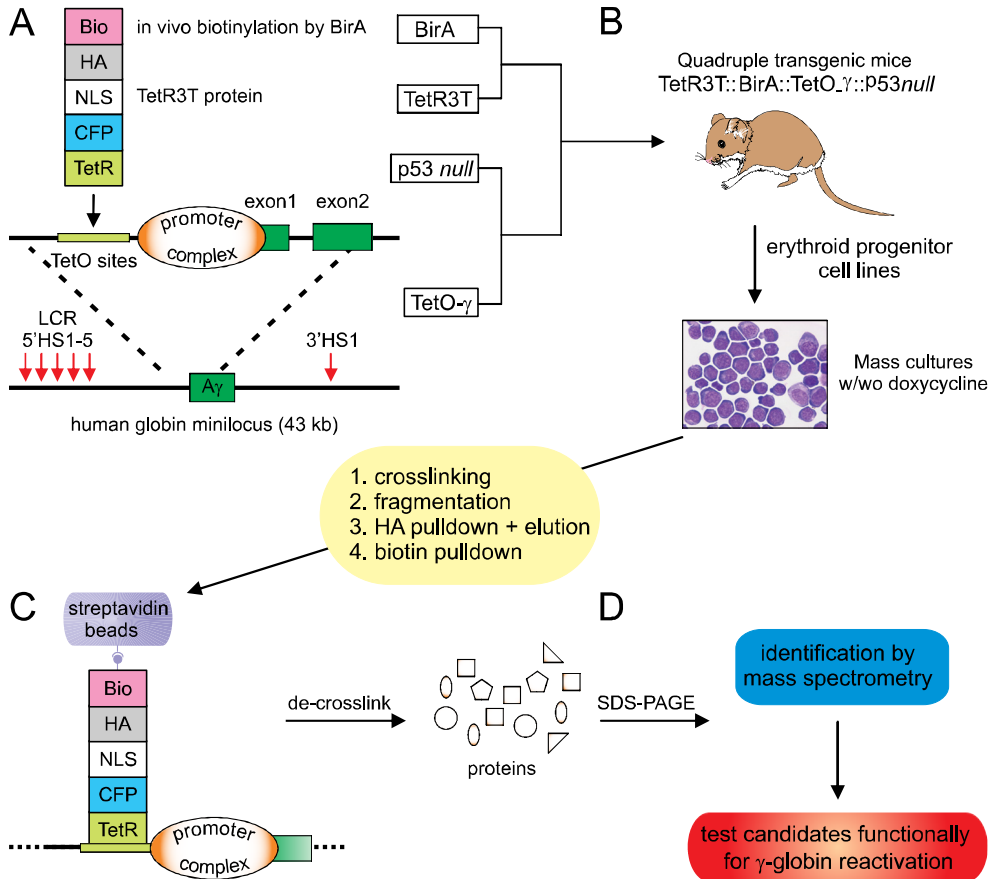 A
Bio
in vivo biotinylation by BirA
HA
NLS
TetR3T protein
CFP
TetR
exon1
exon2
promoter
complex
TetO sites
LCR
5'HS1-5
3'HS1
Aγ
human globin minilocus (43 kb)
BirA
TetR3T
p53 null
TetO-γ
B
Quadruple transgenic mice
TetR3T::BirA::TetO_γ::p53null
erythroid progenitor
cell lines
Mass cultures
w/wo doxycycline
1. crosslinking
2. fragmentation
3. HA pulldown + elution
4. biotin pulldown
C
streptavidin
beads
Bio
HA
NLS
CFP
TetR
promoter
complex
de-crosslink
proteins
D
SDS-PAGE
identification by
mass spectrometry
test candidates functionally
for γ-globin reactivation